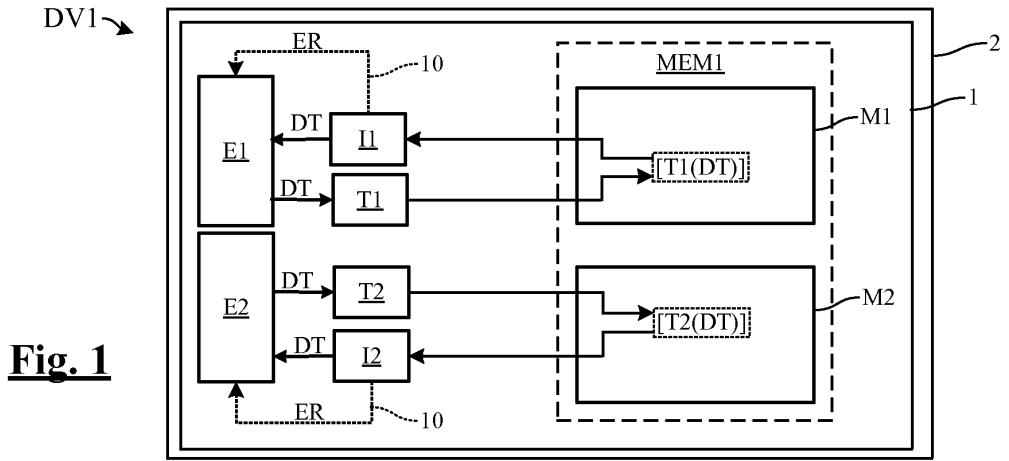 DV1
ER
10
MEM1
2
1
M1
E1
DT
I1
[T1(DT)]
DT
T1
E2
DT
T2
M2
[T2(DT)]
DT
I2
ER
10
Fig. 1